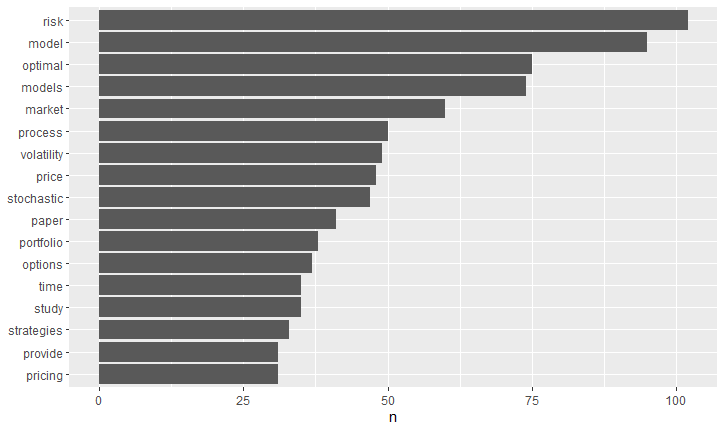 risk
model
optimal
models
market
process
volatility
price
stochastic
paper
portfolio
options
time
study
strategies
provide
pricing
0 25 50 75 100
n